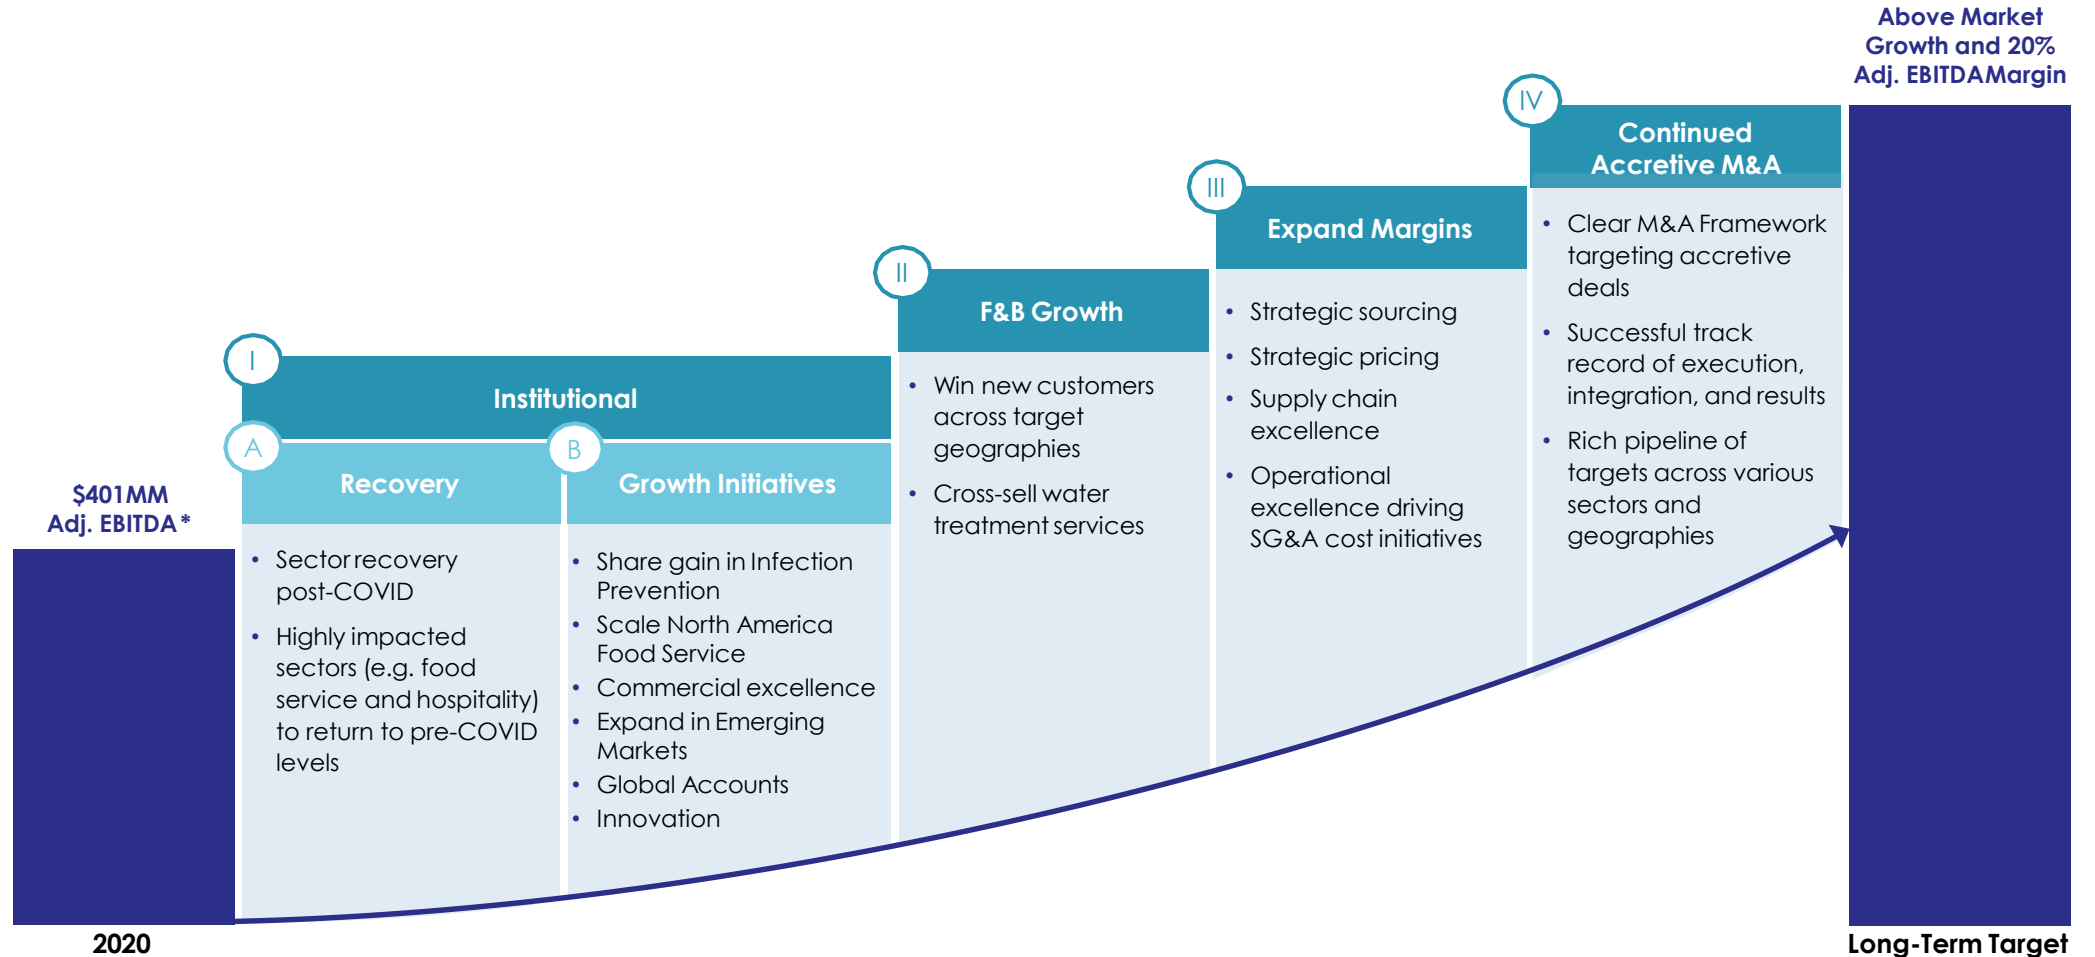 $401MM
Adj. EBITDA*
2020
I
Institutional
A
Recovery
• Sector recovery
post-COVID
• Highly impacted
sectors (e.g. food
service and hospitality)
to return to pre-COVID
levels
B
Growth Initiatives
• Share gain in Infection
Prevention
• Scale North America
Food Service
• Commercial excellence
• Expand in Emerging
Markets
• Global Accounts
• Innovation
II
F&B Growth
• Win new customers
across target
geographies
• Cross-sell water
treatment services
III
Expand Margins
• Strategic sourcing
• Strategic pricing
• Supply chain
excellence
• Operational
excellence driving
SG&A cost initiatives
IV
Continued
Accretive M&A
• Clear M&A Framework
targeting accretive
deals
• Successful track
record of execution,
integration, and results
• Rich pipeline of
targets across various
sectors and
geographies
Above Market
Growth and 20%
Adj. EBITDA Margin
Long-Term Target